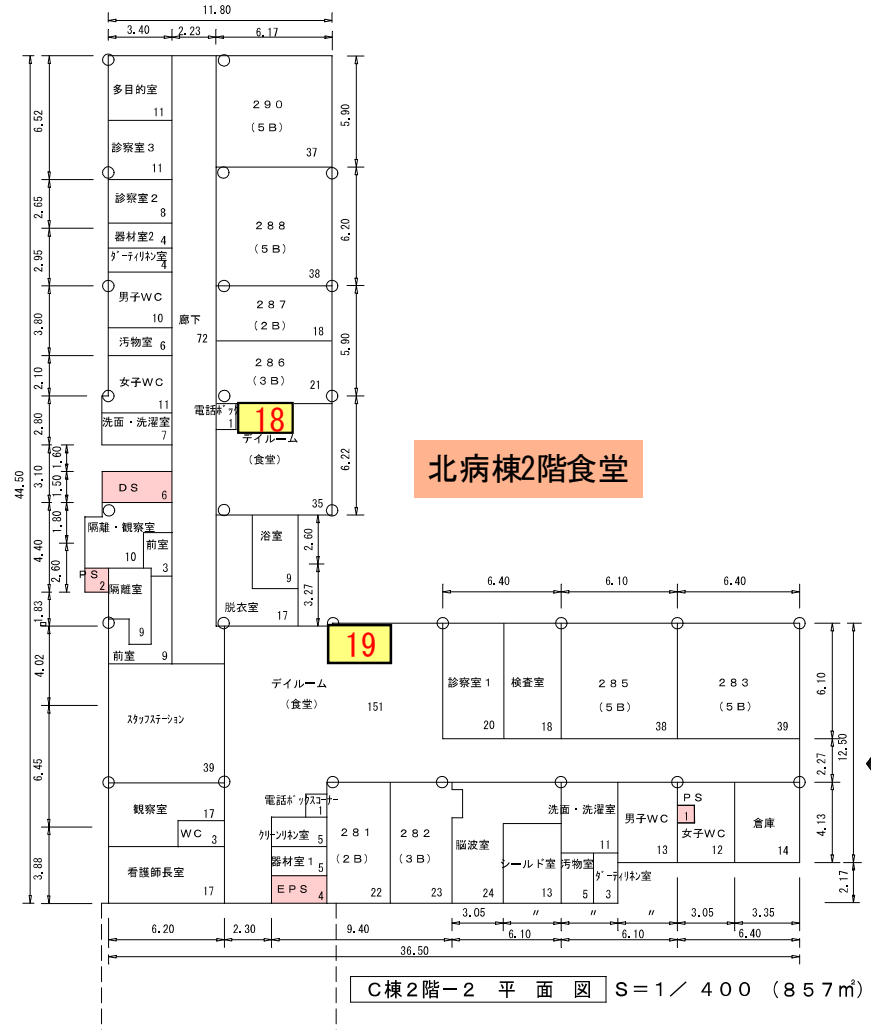 11.80
3.40 2.23 6.17
多目的室
11
290
(5B)
37
6.52
5.90
診察室3
11
診察室2
8
288
(5B)
38
2.65
6.20
器材室2 4
ダーティリネン室
4
2.95
男子WC
10
廊下
72
287
(2B)
18
3.80
5.90
汚物室 6
286
(3B)
21
女子WC
11
2.10
電話ボックス
1
18
洗面・洗濯室
7
2.80
デイルーム
(食堂)
35
6.22
北病棟2階食堂
44.50
3.10
1.60
1.50
DS
6
1.80
隔離・観察室
10
前室
3
浴室
9
2.60
4.40
2.60
PS
2
隔離室
9
脱衣室
17
3.27
1.83
6.40 6.10 6.40
19
前室 9
4.02
デイルーム
(食堂)
151
診察室1
20
検査室
18
285
(5B)
38
283
(5B)
39
6.10
12.50
スタッフステーション
39
6.45
2.27
電話ボックスコーナー
1
観察室
17
WC 3
クリーンリネン室
5
281
(2B)
22
282
(3B)
23
脳波室
24
シールド室
13
洗面・洗濯室
11
男子WC
13
PS
1
女子WC
12
倉庫
14
4.13
器材室1
5
汚物室
5
ダーティリネン室
3
3.88
看護師長室
17
EPS
4
2.17
3.05 〃 〃 〃 3.05 3.35
6.20 2.30 9.40 6.10 6.10 6.40
36.50
C棟2階-2 平面図 S=1/400 (857㎡)